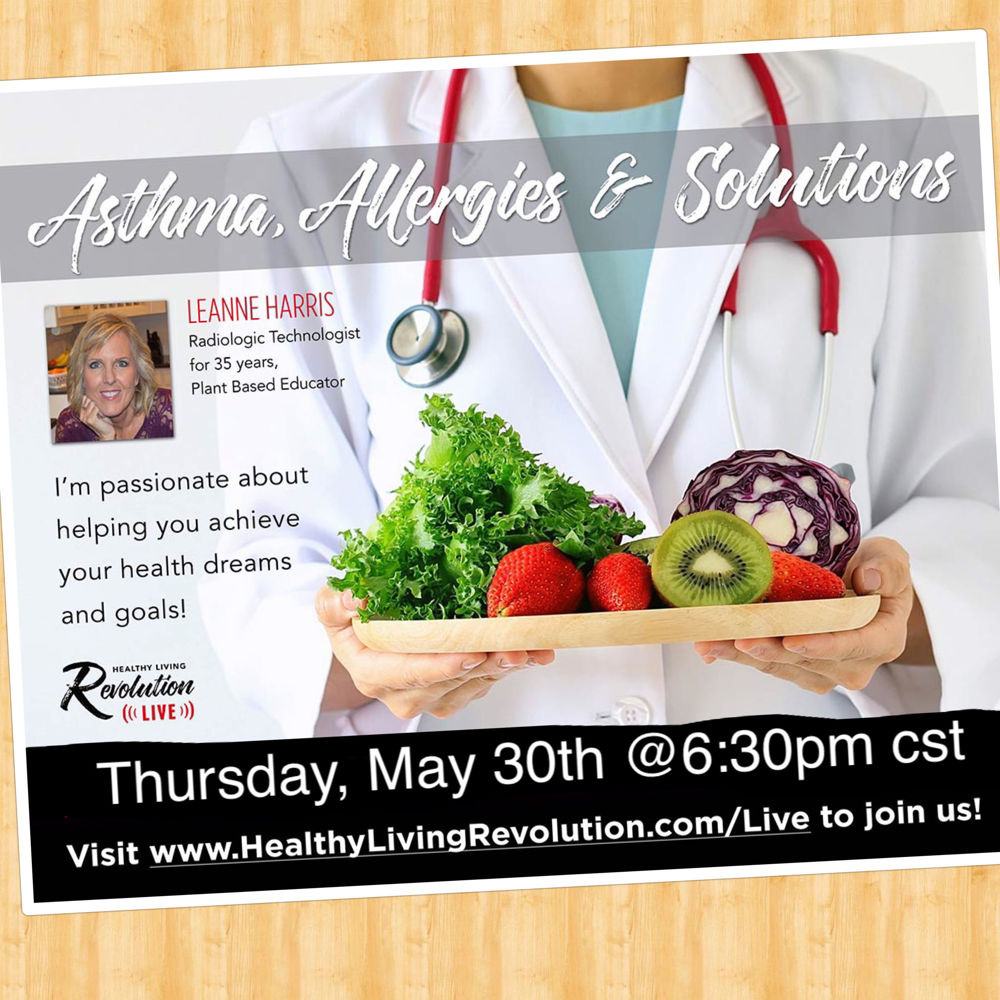 Asthma, Allergies & Solutions
LEANNE HARRIS
Radiologic Technologist
for 35 years,
Plant Based Educator
I'm passionate about
helping you achieve
your health dreams
and goals!
HEALTHY LIVING
Revolution
((( LIVE )))
Thursday, May 30th @6:30pm cst
Visit www.HealthyLivingRevolution.com/Live to join us!